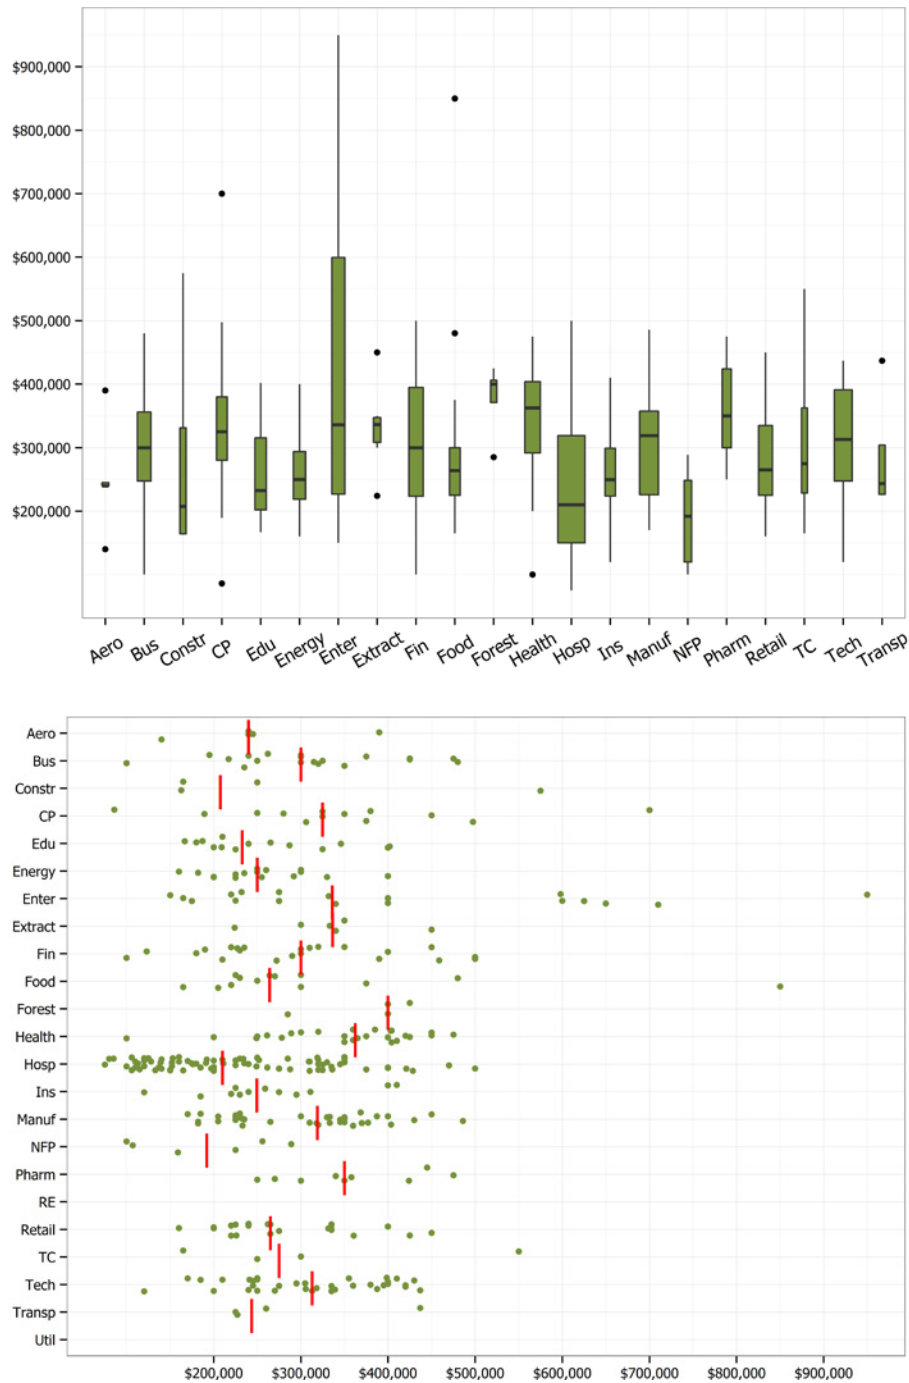 $900,000
$800,000
$700,000
$600,000
$500,000
$400,000
$300,000
$200,000
Aero Bus Constr CP Edu Energy Enter Extract Fin Food Forest Health Hosp Ins Manuf NFP Pharm Retail TC Tech Transp
Aero
Bus
Constr
CP
Edu
Energy
Enter
Extract
Fin
Food
Forest
Health
Hosp
Ins
Manuf
NFP
Pharm
RE
Retail
TC
Tech
Transp
Util
$200,000 $300,000 $400,000 $500,000 $600,000 $700,000 $800,000 $900,000